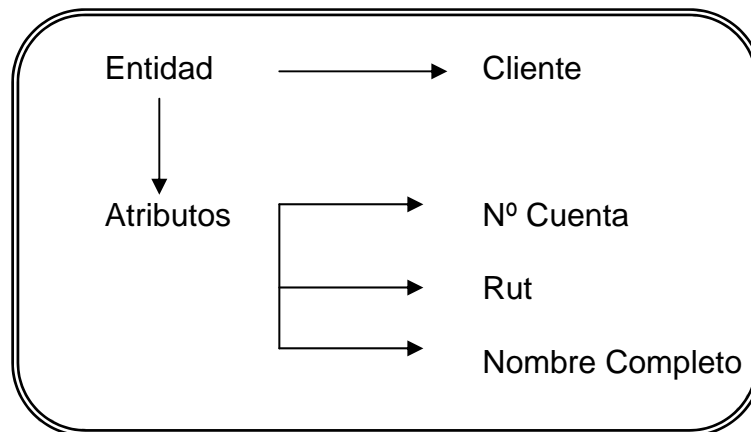 Entidad
Cliente
Atributos
Nº Cuenta
Rut
Nombre Completo